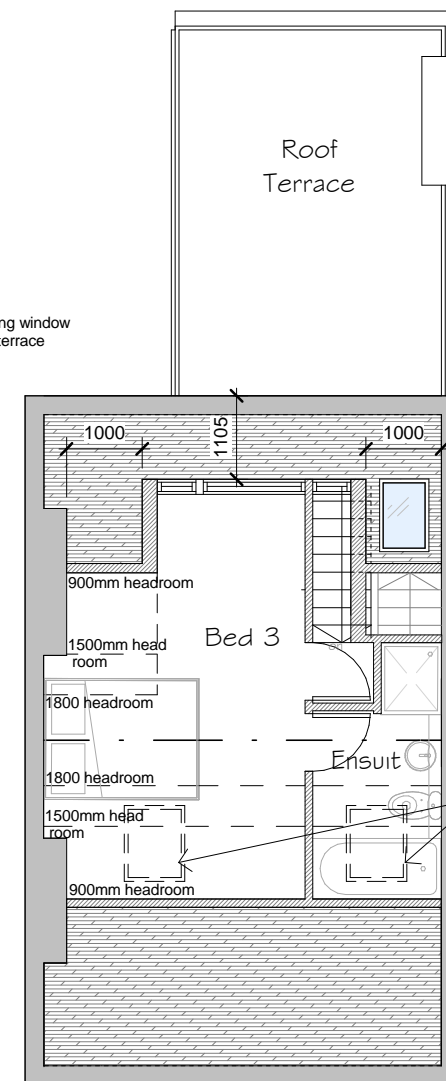 Roof
Terrace
ng window
terrace
1000
1105
1000
900mm headroom
1500mm head
room
Bed 3
1800 headroom
Ensuit
1800 headroom
1500mm head
room
900mm headroom